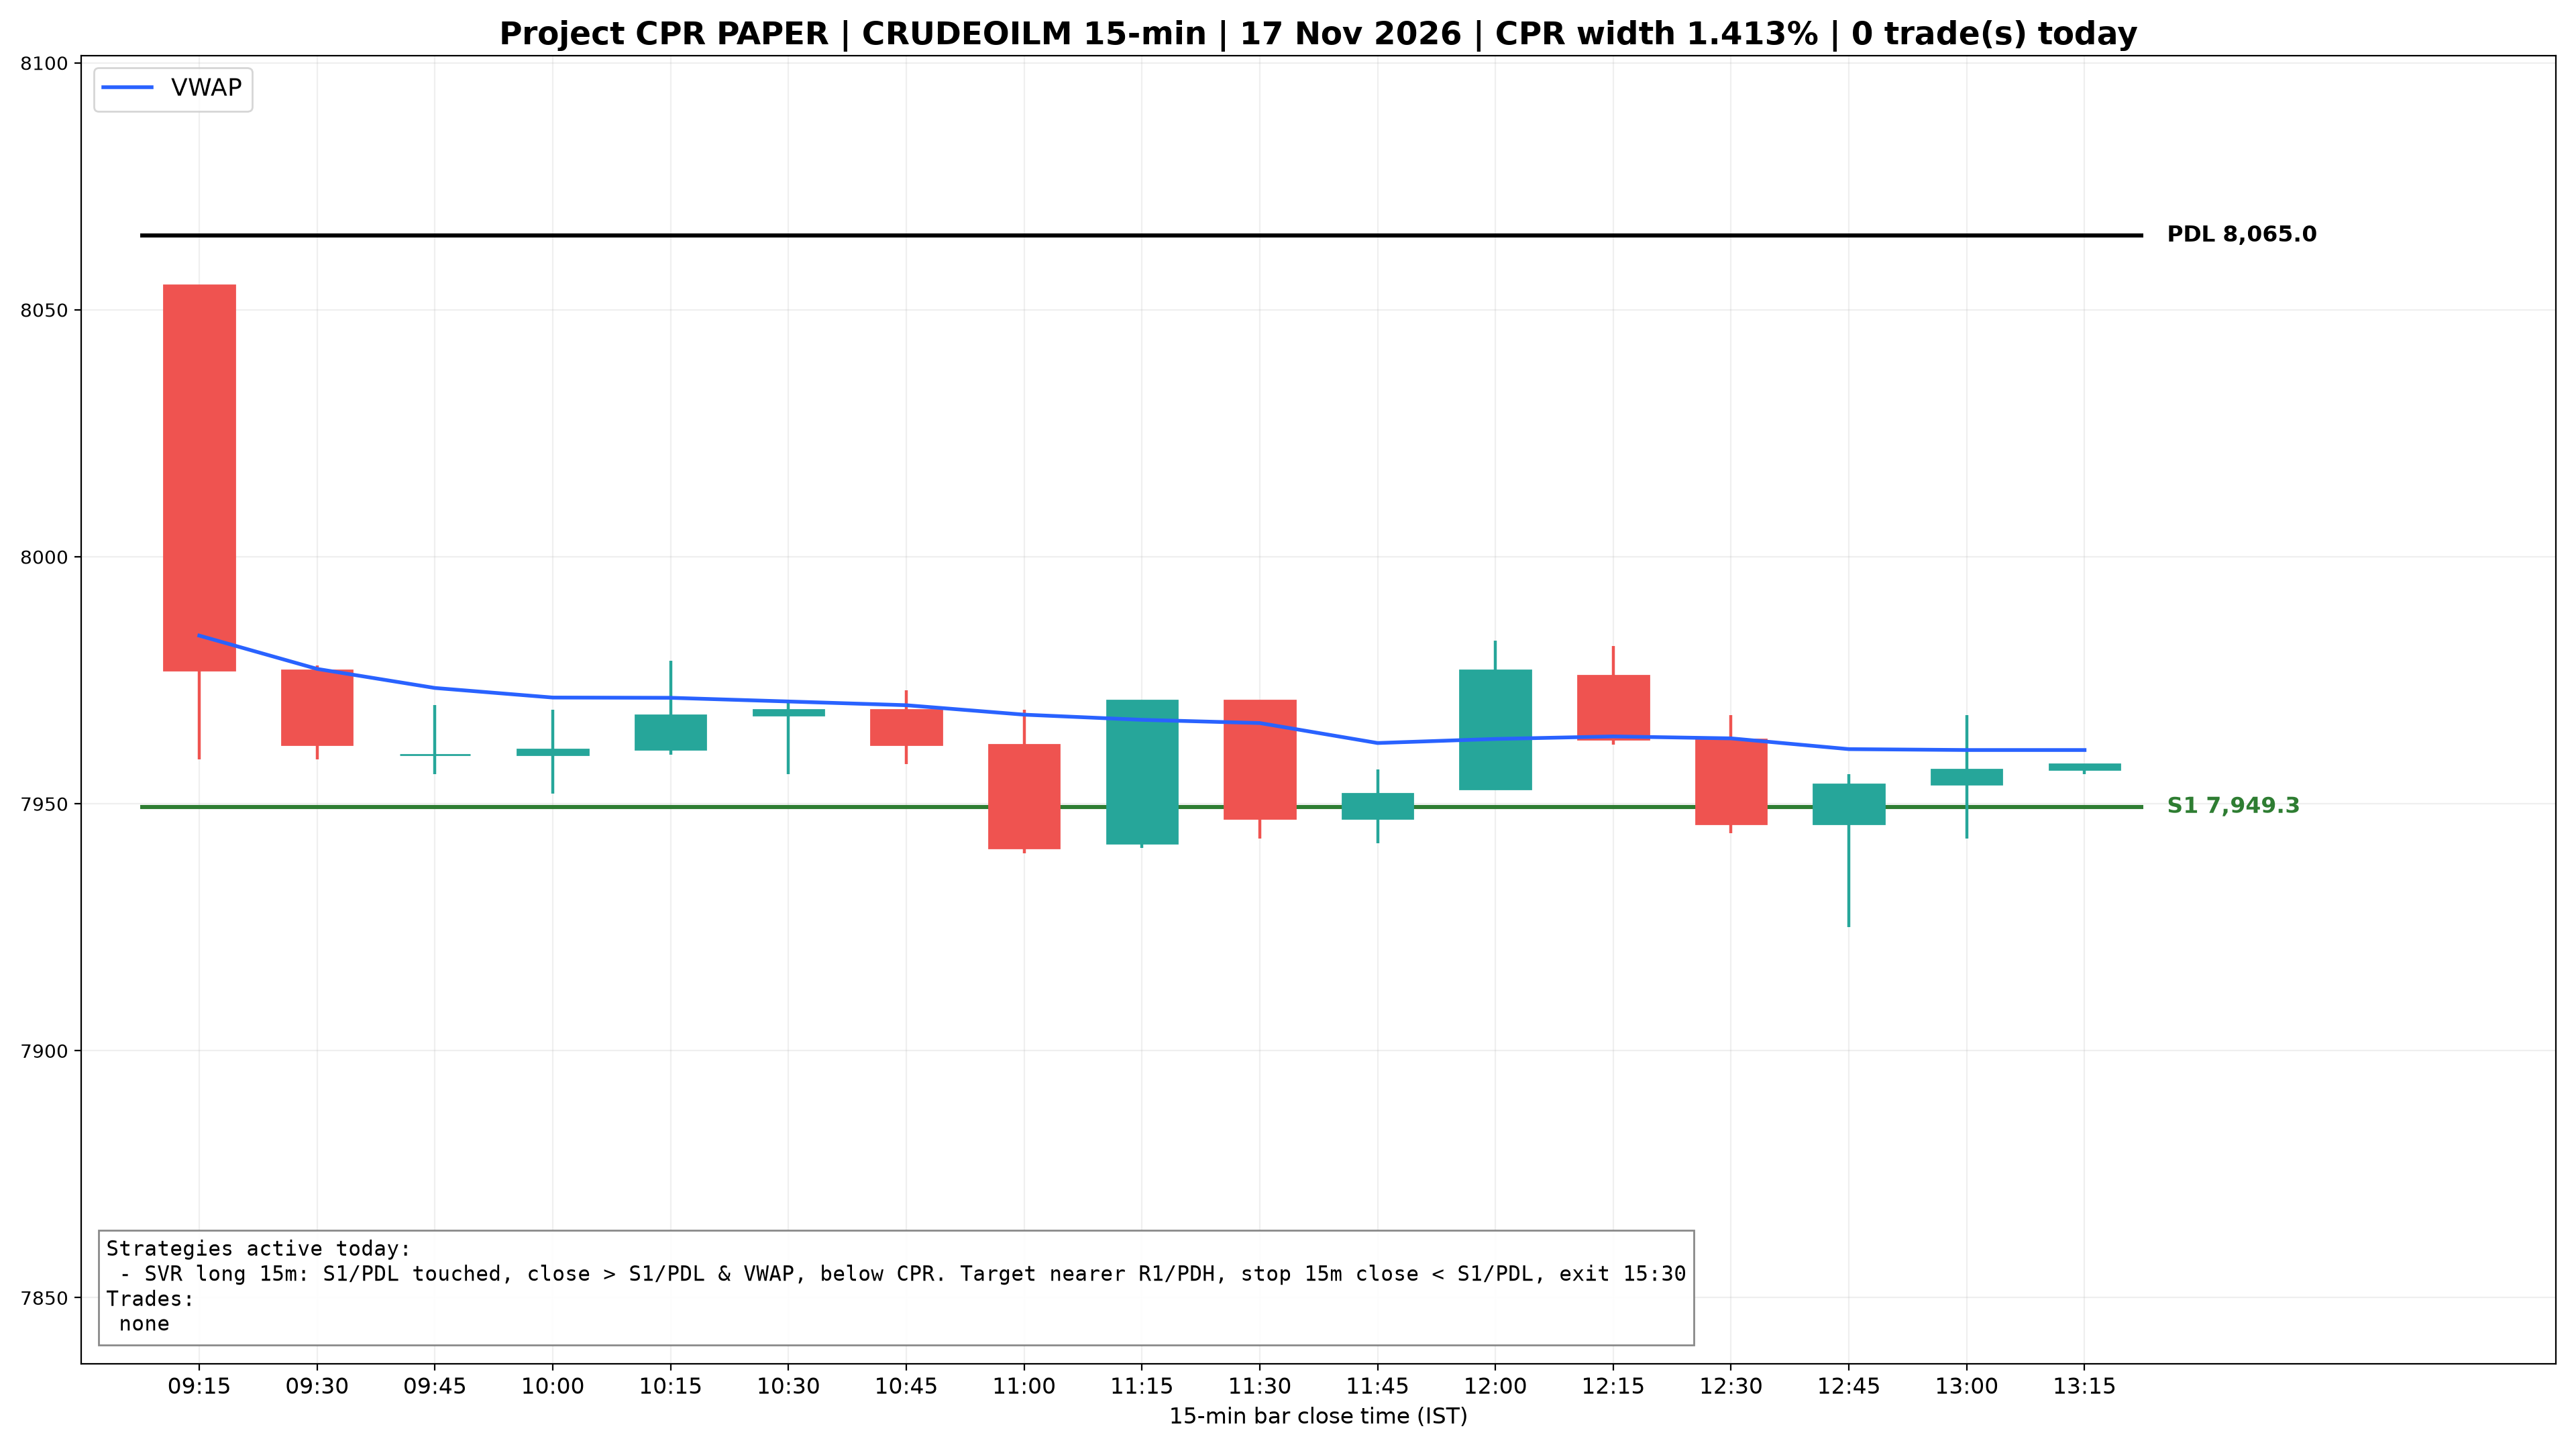 Project CPR PAPER | CRUDEOILM 15-min | 17 Nov 2026 | CPR width 1.413% | 0 trade(s) today
VWAP
8100
8050
8000
7950
7900
7850
PDL 8,065.0
S1 7,949.3
Strategies active today:
- SVR long 15m: S1/PDL touched, close > S1/PDL & VWAP, below CPR. Target nearer R1/PDH, stop 15m close < S1/PDL, exit 15:30
Trades:
none
09:15 09:30 09:45 10:00 10:15 10:30 10:45 11:00 11:15 11:30 11:45 12:00 12:15 12:30 12:45 13:00 13:15
15-min bar close time (IST)